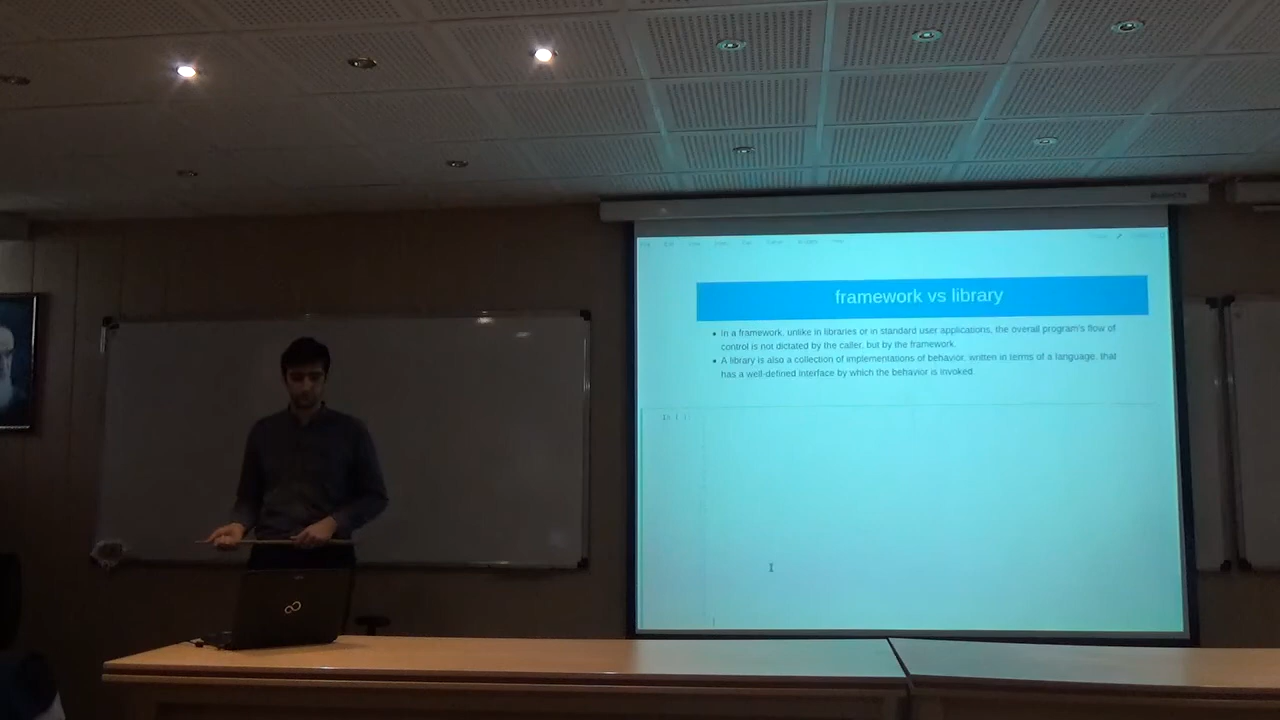 framework vs library
In a framework, unlike in libraries or in standard user applications, the overall program's flow of
control is not dictated by the caller, but by the framework.
A library is also a collection of implementations of behavior, written in terms of a language, that
has a well-defined interface by which the behavior is invoked